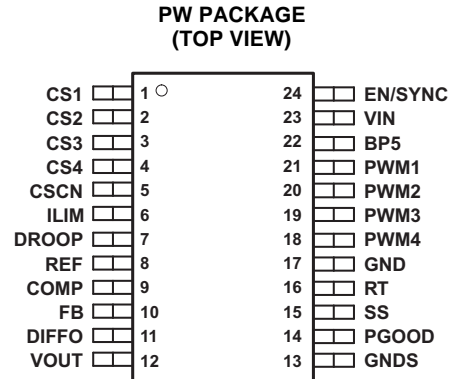 PW PACKAGE
(TOP VIEW)
CS1 1 24 EN/SYNC
CS2 2 23 VIN
CS3 3 22 BP5
CS4 4 21 PWM1
CSCN 5 20 PWM2
ILIM 6 19 PWM3
DROOP 7 18 PWM4
REF 8 17 GND
COMP 9 16 RT
FB 10 15 SS
DIFFO 11 14 PGOOD
VOUT 12 13 GNDS